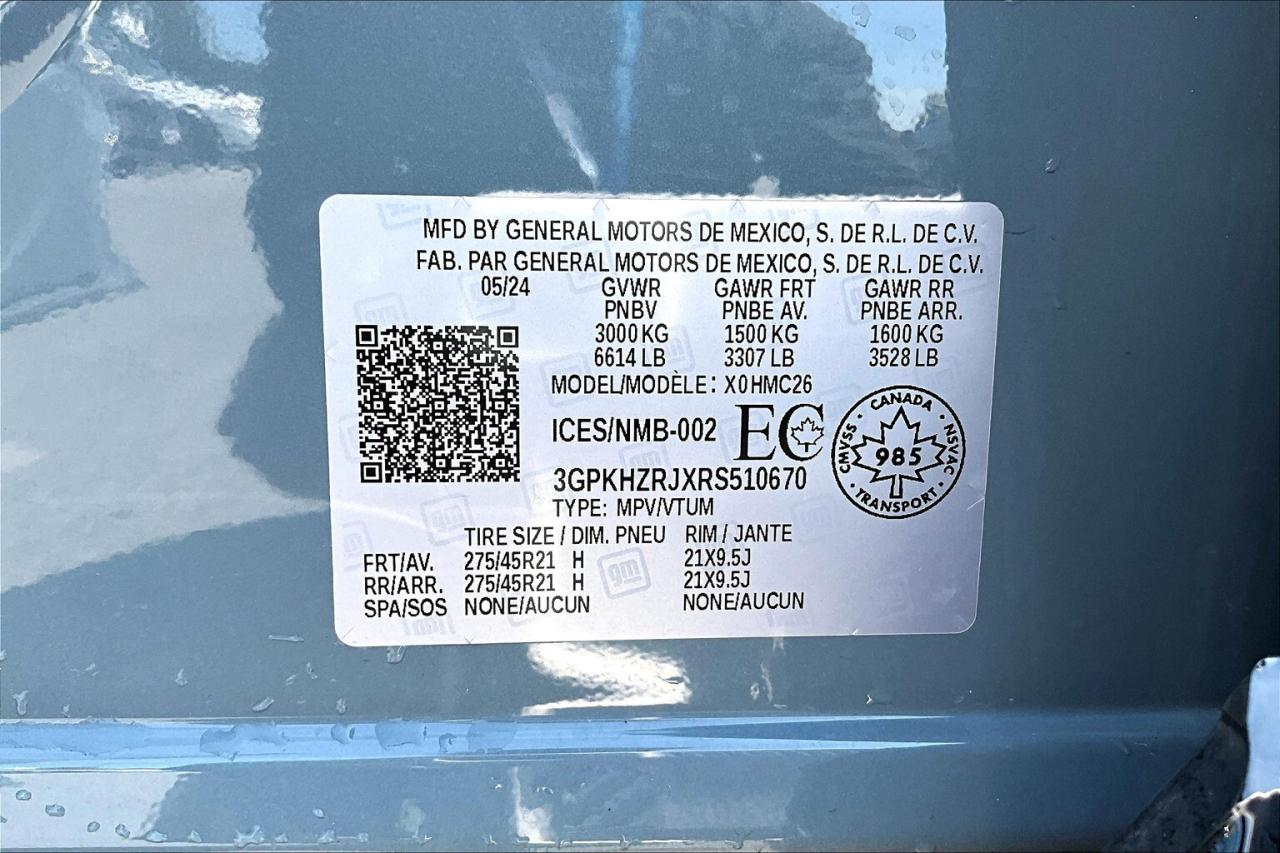 MFD BY GENERAL MOTORS DE MEXICO, S. DE R.L. DE C.V.
FAB. PAR GENERAL MOTORS DE MEXICO, S. DE R.L. DE C.V.
05/24 GVWR GAWR FRT GAWR RR
PNBV PNBE AV. PNBE ARR.
3000 KG 1500 KG 1600 KG
6614 LB 3307 LB 3528 LB
MODEL/MODÈLE: X0HMC26
ICES/NMB-002 EC
CANADA
CMVSS 985 NSVAC
TRANSPORT
3GPKHZRJXRS510670
TYPE: MPV/VTUM
TIRE SIZE / DIM. PNEU RIM / JANTE
FRT/AV. 275/45R21 H 21X9.5J
RR/ARR. 275/45R21 H 21X9.5J
SPA/SOS NONE/AUCUN NONE/AUCUN
gm